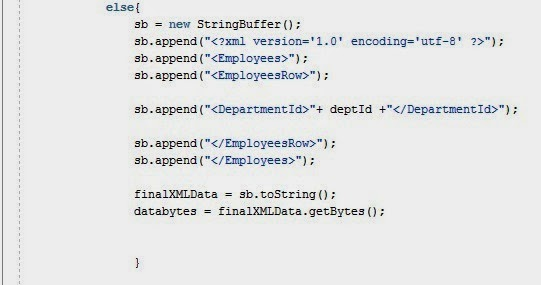 else{
sb = new StringBuffer();
sb.append("<?xml version='1.0' encoding='utf-8' ?>");
sb.append("<Employees>");
sb.append("<EmployeesRow>");
sb.append("<DepartmentId>"+ deptId +"</DepartmentId>");
sb.append("</EmployeesRow>");
sb.append("</Employees>");
finalXMLData = sb.toString();
databytes = finalXMLData.getBytes();
}